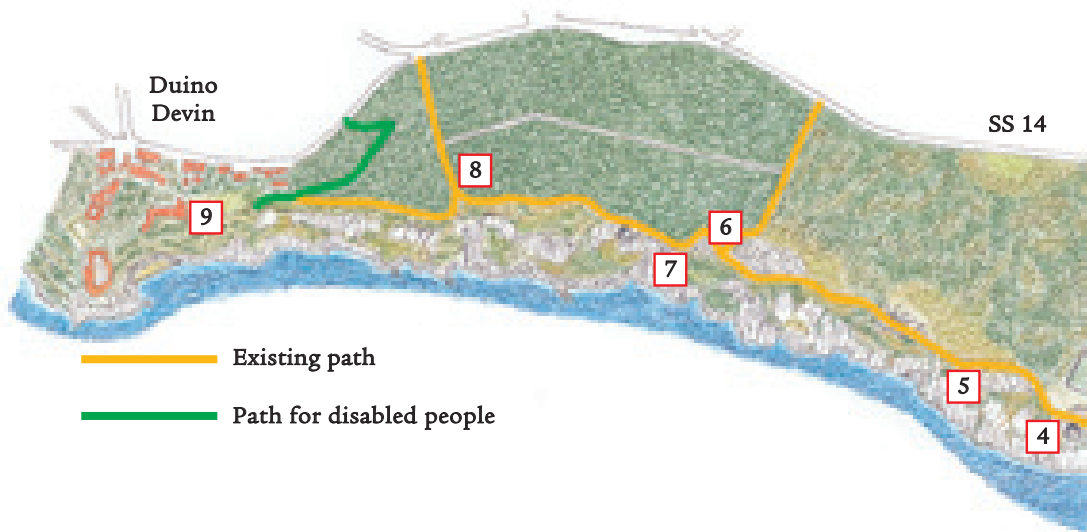 Duino
Devin
SS 14
8
9
6
7
Existing path
5
Path for disabled people
4